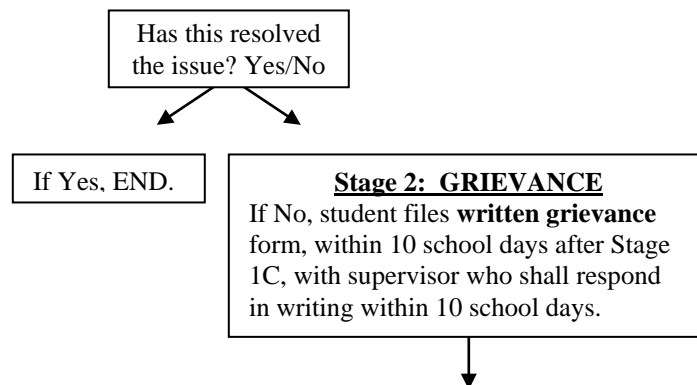 Has this resolved
the issue? Yes/No
If Yes, END.
Stage 2: GRIEVANCE
If No, student files written grievance
form, within 10 school days after Stage
1C, with supervisor who shall respond
in writing within 10 school days.